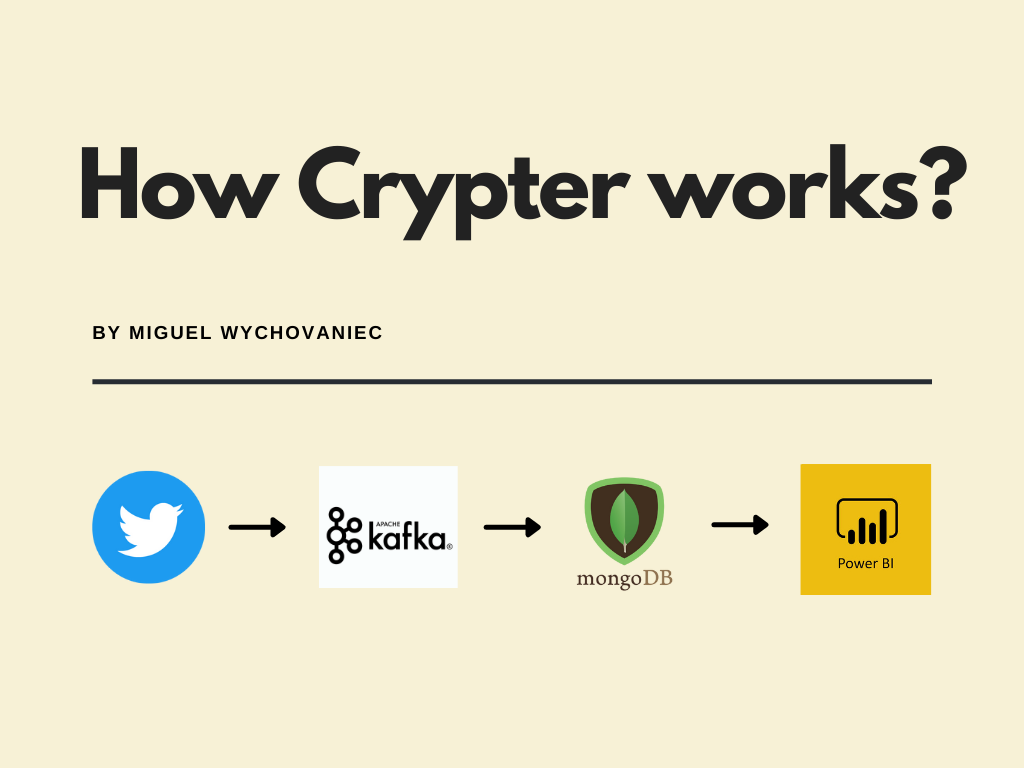 How Crypter works?
BY MIGUEL WYCHOVANIEC
APACHE
kafka®
mongoDB
Power BI